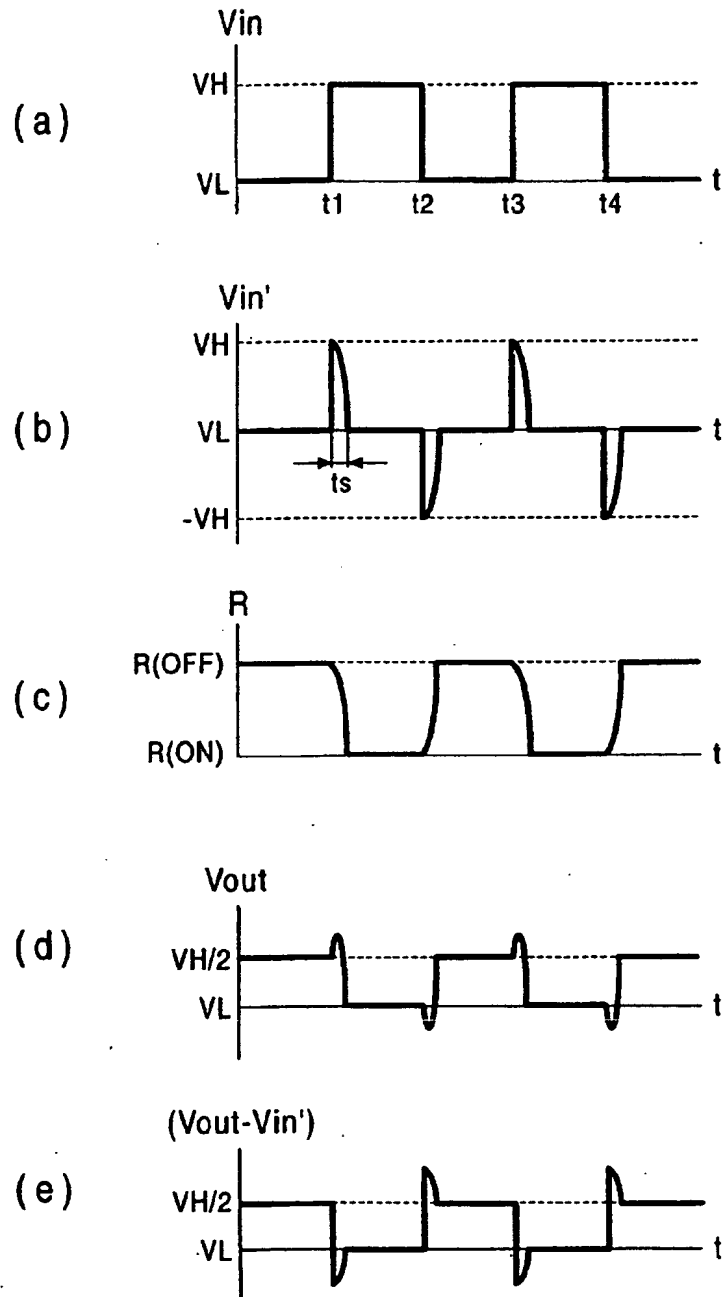 Vin
(a)
VH
VL
t1 t2 t3 t4 t
Vin'
(b)
VH
VL
t
ts
-VH
R
(c)
R(OFF)
R(ON)
t
Vout
(d)
VH/2
VL
t
(Vout-Vin')
(e)
VH/2
VL
t